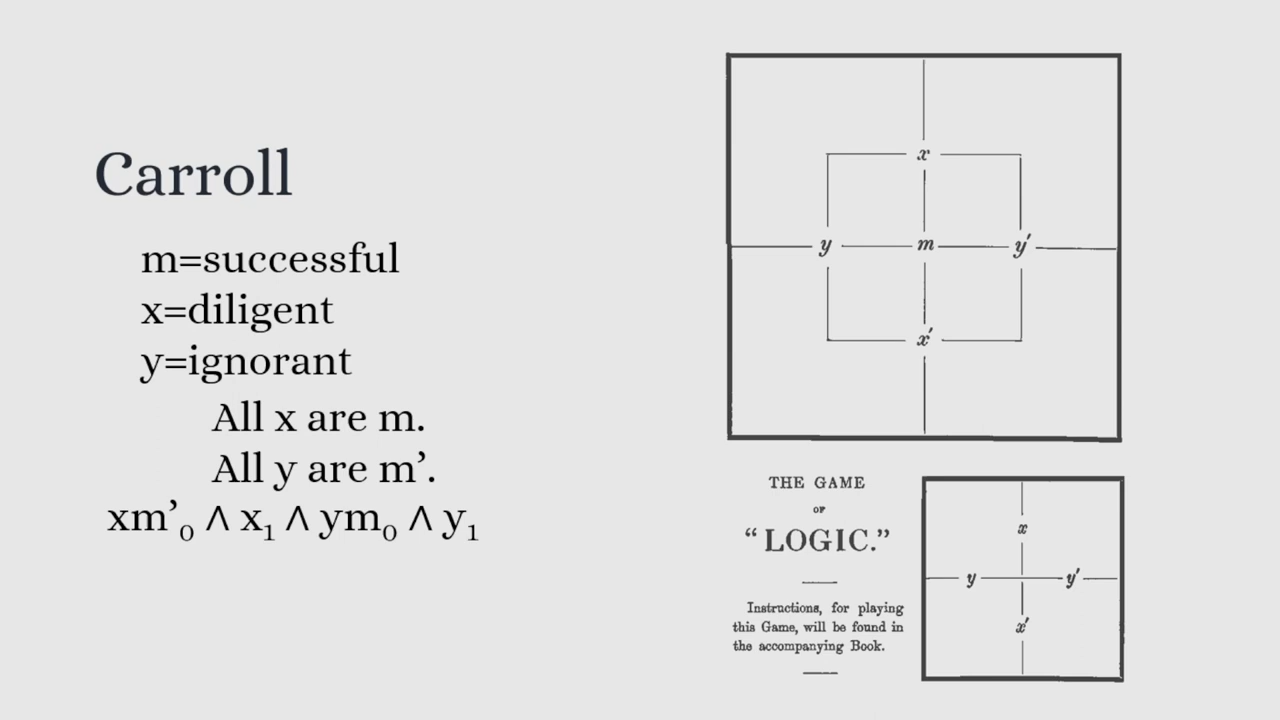 Carroll
m=successful
x=diligent
y=ignorant
All x are m.
All y are m’.
xm’₀ ∧ x₁ ∧ ym₀ ∧ y₁
x
y m y′
x′
THE GAME
OF
“LOGIC.”
Instructions, for playing
this Game, will be found in
the accompanying Book.
x
y y′
x′